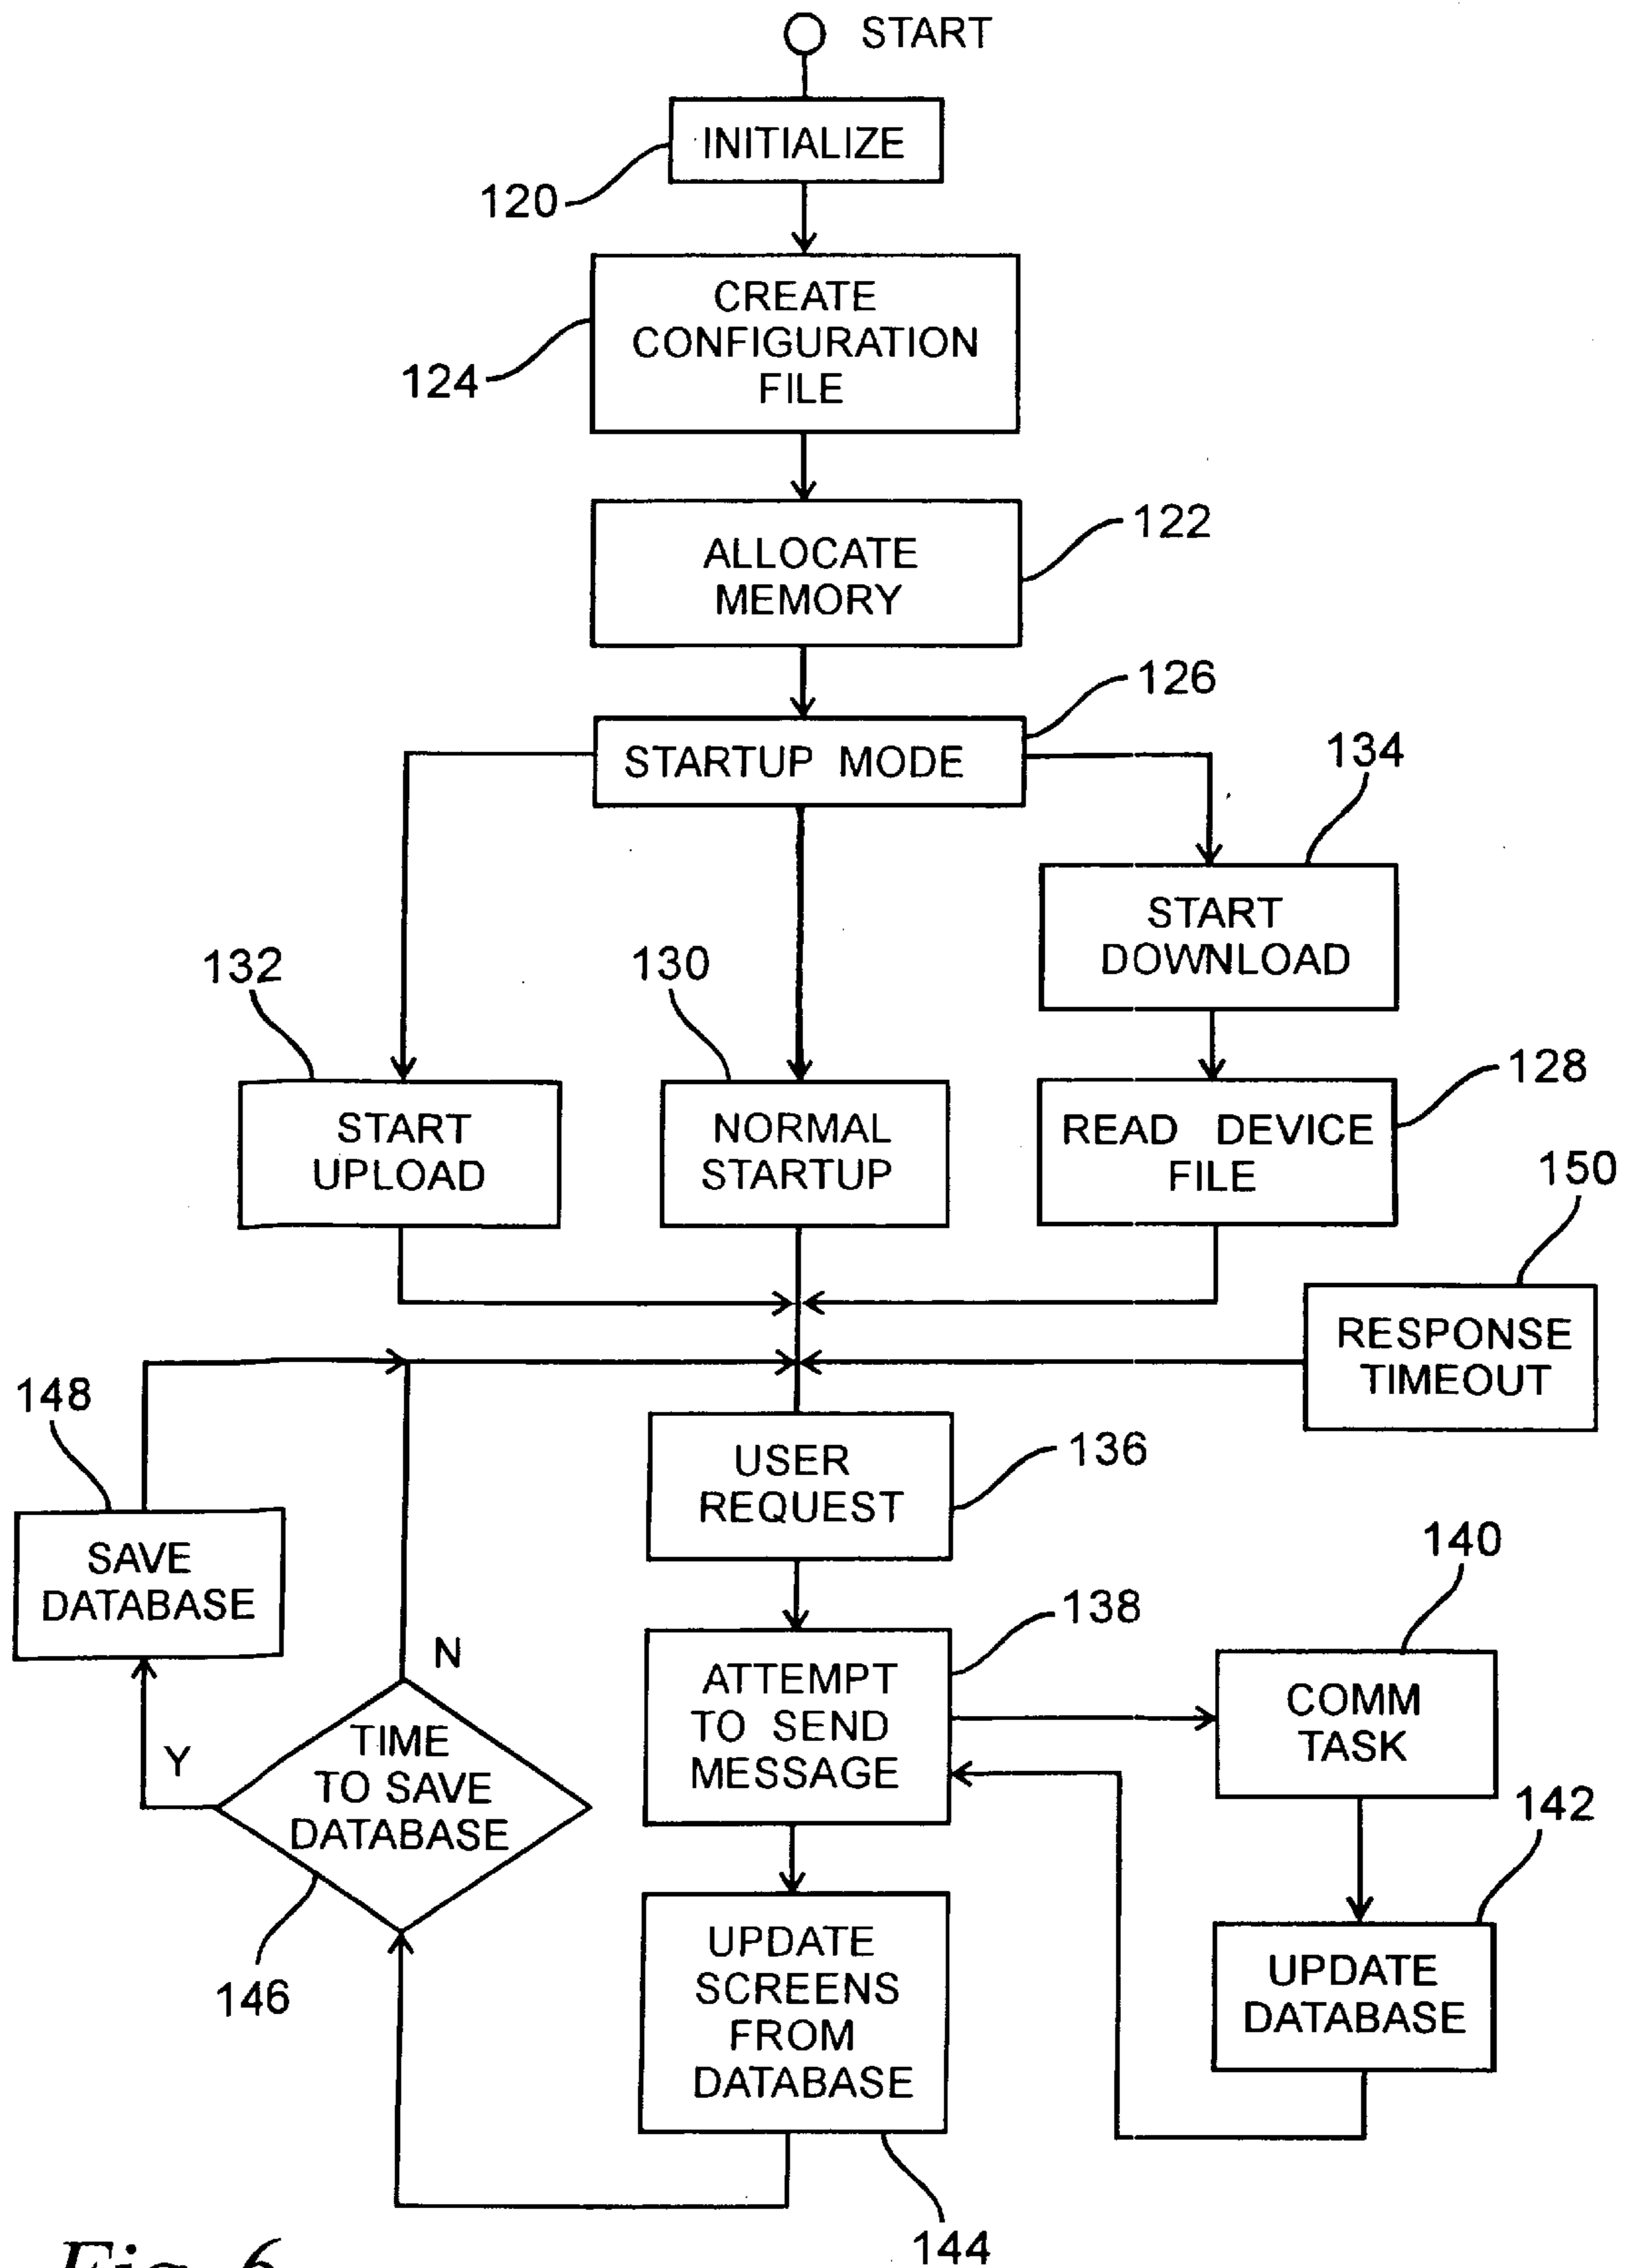 START
INITIALIZE
120
CREATE
CONFIGURATION
FILE
124
ALLOCATE
MEMORY
122
STARTUP MODE
126
134
START
DOWNLOAD
132
130
START
UPLOAD
NORMAL
STARTUP
READ DEVICE
FILE
128
150
RESPONSE
TIMEOUT
148
USER
REQUEST
136
SAVE
DATABASE
140
N
138
ATTEMPT
TO SEND
MESSAGE
COMM
TASK
Y
TIME
TO SAVE
DATABASE
142
146
UPDATE
SCREENS
FROM
DATABASE
UPDATE
DATABASE
144
Fig. 6